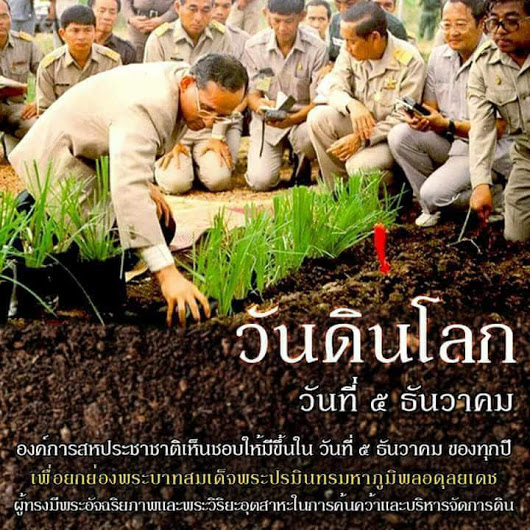 วันดินโลก
วันที่ ๕ ธันวาคม
องค์การสหประชาชาติเห็นชอบให้มีขึ้นใน วันที่ ๕ ธันวาคม ของทุกปี
เพื่อยกย่องพระบาทสมเด็จพระปรมินทรมหาภูมิพลอดุลยเดช
ผู้ทรงมีพระอัจฉริยภาพและพระวิริยะอุตสาหะในการค้นคว้าและบริหารจัดการดิน